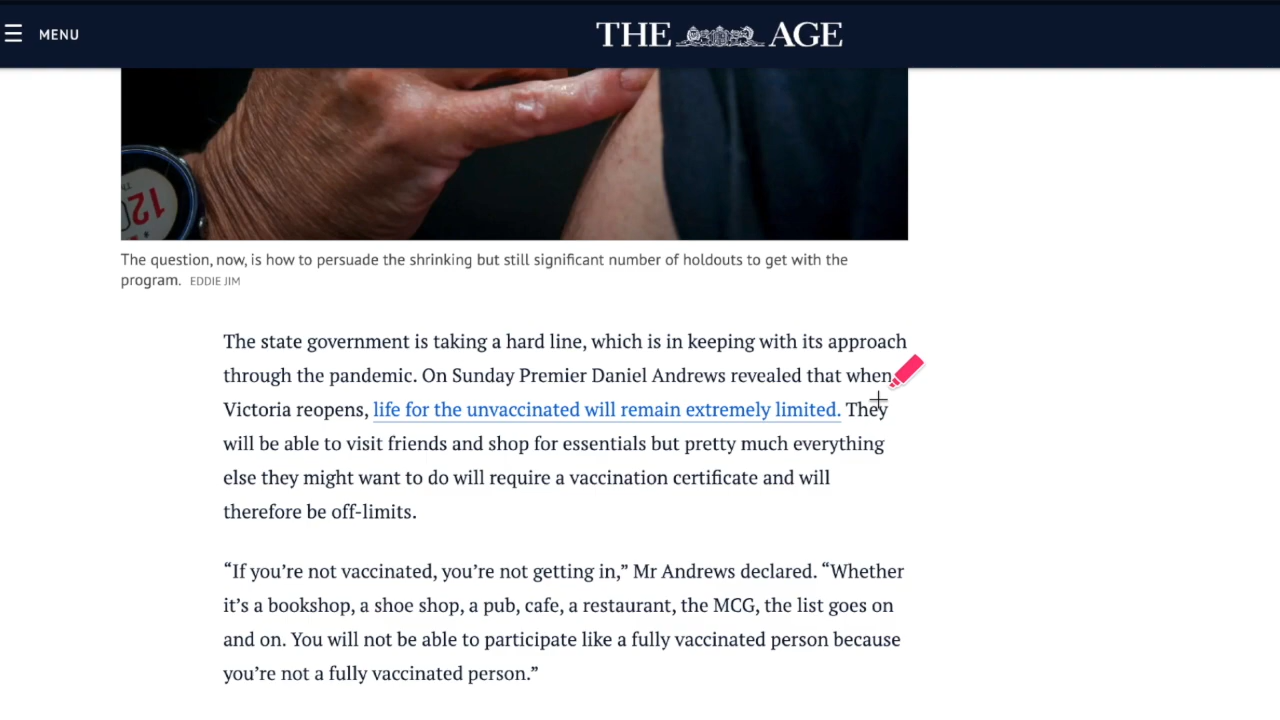 MENU
THE AGE
120
The question, now, is how to persuade the shrinking but still significant number of holdouts to get with the
program. EDDIE JIM
The state government is taking a hard line, which is in keeping with its approach
through the pandemic. On Sunday Premier Daniel Andrews revealed that when
Victoria reopens, life for the unvaccinated will remain extremely limited. They
will be able to visit friends and shop for essentials but pretty much everything
else they might want to do will require a vaccination certificate and will
therefore be off-limits.
“If you’re not vaccinated, you’re not getting in,” Mr Andrews declared. “Whether
it’s a bookshop, a shoe shop, a pub, cafe, a restaurant, the MCG, the list goes on
and on. You will not be able to participate like a fully vaccinated person because
you’re not a fully vaccinated person.”